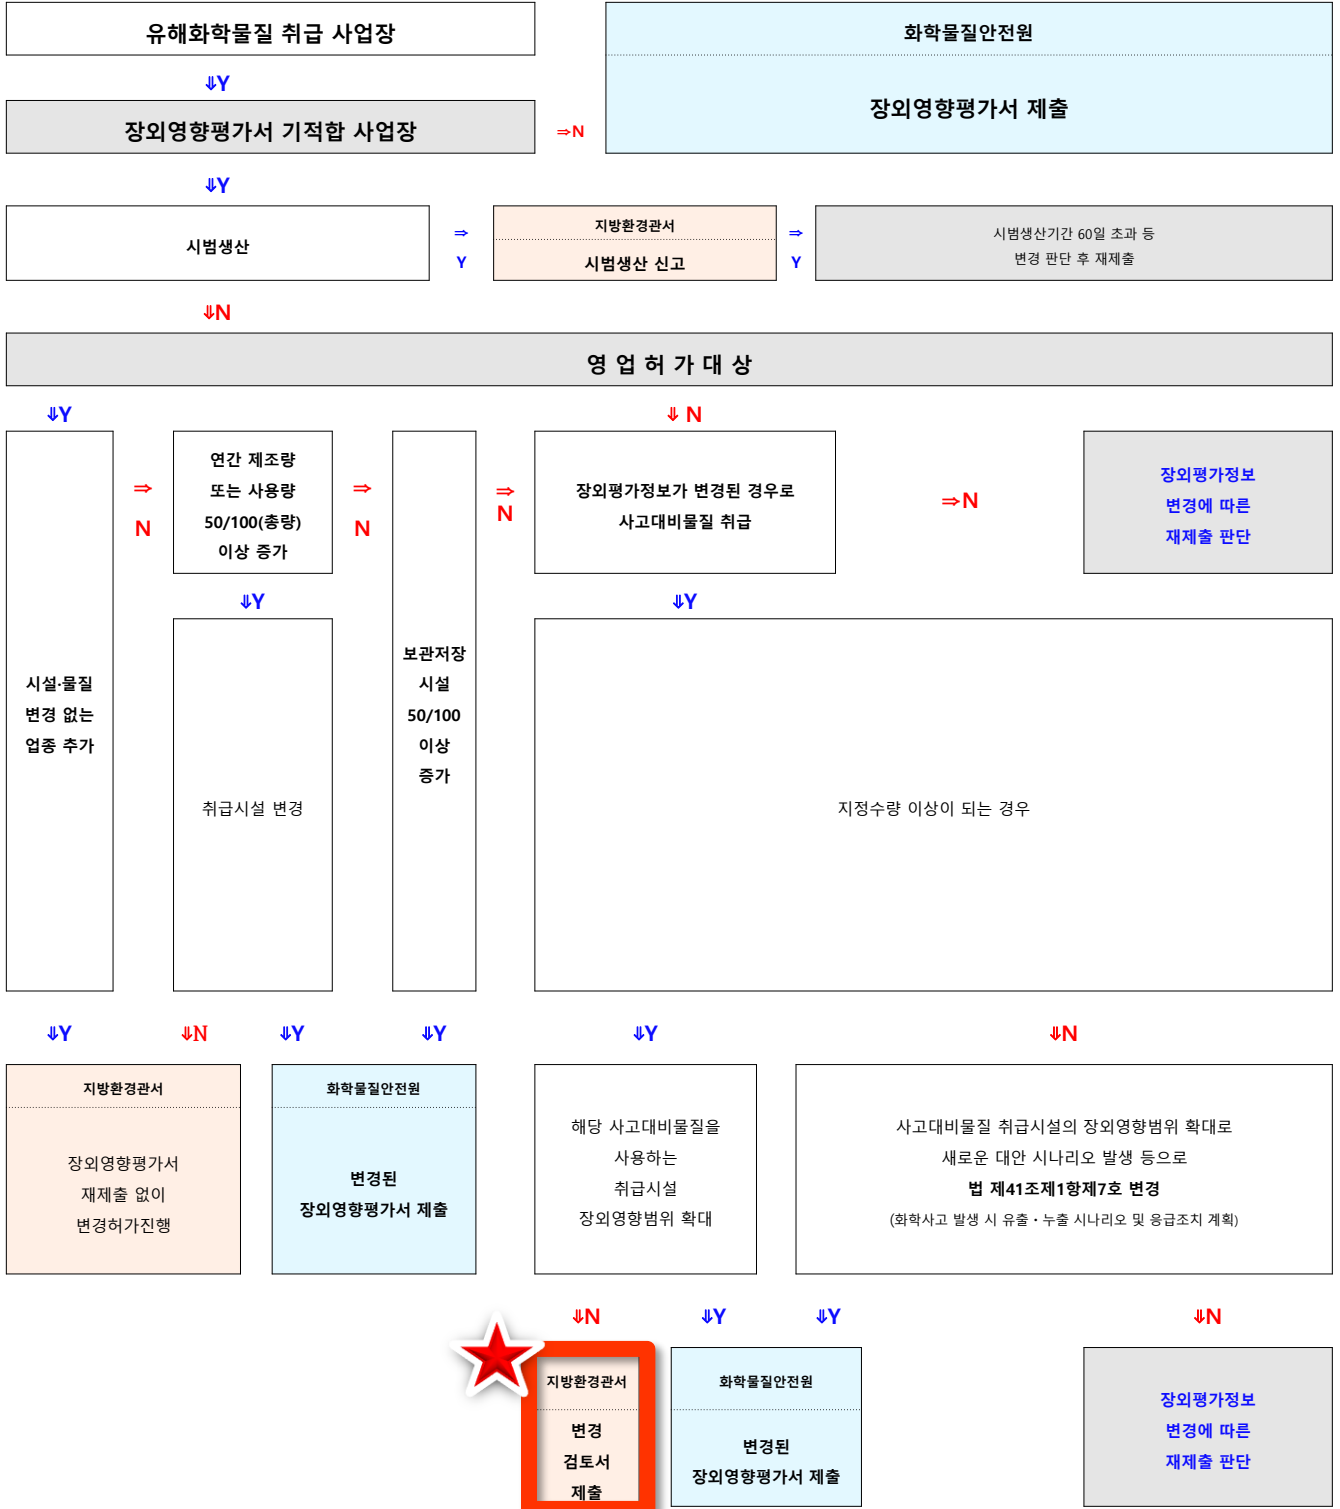 유해화학물질 취급 사업장
화학물질안전원
⇓Y
장외영향평가서 제출
장외영향평가서 기적합 사업장
⇒N
⇓Y
시범생산
⇒
Y
지방환경관서
시범생산 신고
⇒
Y
시범생산기간 60일 초과 등
변경 판단 후 재제출
⇓N
영 업 허 가 대 상
⇓Y
⇓ N
시설·물질
변경 없는
업종 추가
⇒
N
연간 제조량
또는 사용량
50/100(총량)
이상 증가
⇒
N
보관저장
시설
50/100
이상
증가
⇒
N
장외평가정보가 변경된 경우로
사고대비물질 취급
⇒N
장외평가정보
변경에 따른
재제출 판단
⇓Y
⇓Y
취급시설 변경
지정수량 이상이 되는 경우
⇓Y
⇓N
⇓Y
⇓Y
⇓Y
⇓N
지방환경관서
장외영향평가서
재제출 없이
변경허가진행
화학물질안전원
변경된
장외영향평가서 제출
해당 사고대비물질을
사용하는
취급시설
장외영향범위 확대
사고대비물질 취급시설의 장외영향범위 확대로
새로운 대안 시나리오 발생 등으로
법 제41조제1항제7호 변경
(화학사고 발생 시 유출・누출 시나리오 및 응급조치 계획)
⇓N
⇓Y
⇓Y
⇓N
지방환경관서
변경
검토서
제출
화학물질안전원
변경된
장외영향평가서 제출
장외평가정보
변경에 따른
재제출 판단